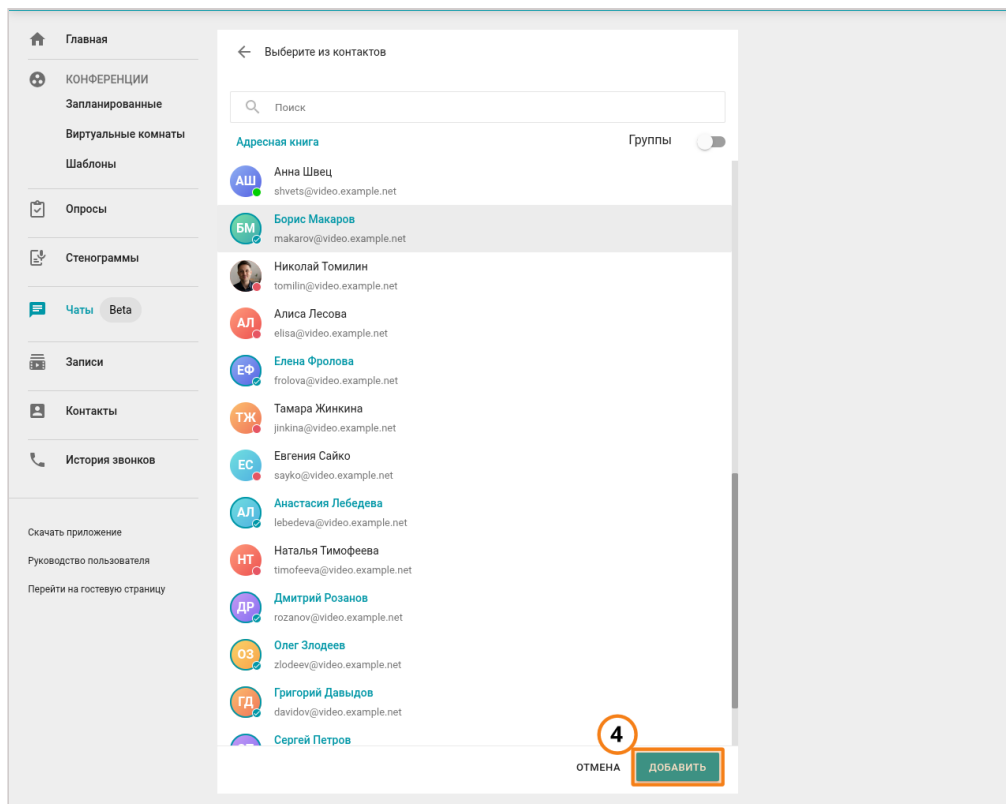 Главная
КОНФЕРЕНЦИИ
Запланированные
Виртуальные комнаты
Шаблоны
Опросы
Стенограммы
Чаты Beta
Записи
Контакты
История звонков
Скачать приложение
Руководство пользователя
Перейти на гостевую страницу
Выберите из контактов
Поиск
Адресная книга Группы
АШ
Анна Швец
shvets@video.example.net
БМ
Борис Макаров
makarov@video.example.net
Николай Томилин
tomilin@video.example.net
АЛ
Алиса Лесова
elisa@video.example.net
ЕФ
Елена Фролова
frolova@video.example.net
ТЖ
Тамара Жинкина
jinkina@video.example.net
ЕС
Евгения Сайко
sayko@video.example.net
АЛ
Анастасия Лебедева
lebedeva@video.example.net
НТ
Наталья Тимофеева
timofeeva@video.example.net
ДР
Дмитрий Розанов
rozanov@video.example.net
ОЗ
Олег Злодеев
zlodeev@video.example.net
ГД
Григорий Давыдов
davidov@video.example.net
Сергей Петров
4
ОТМЕНА ДОБАВИТЬ